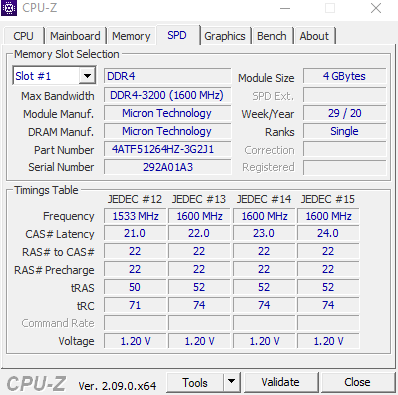 CPU-Z
CPU Mainboard Memory SPD Graphics Bench About
Memory Slot Selection
Slot #1 DDR4 Module Size 4 GBytes
Max Bandwidth DDR4-3200 (1600 MHz) SPD Ext.
Module Manuf. Micron Technology Week/Year 29 / 20
DRAM Manuf. Micron Technology Ranks Single
Part Number 4ATF51264HZ-3G2J1 Correction
Serial Number 292A01A3 Registered
Timings Table
JEDEC #12 JEDEC #13 JEDEC #14 JEDEC #15
Frequency 1533 MHz 1600 MHz 1600 MHz 1600 MHz
CAS# Latency 21.0 22.0 23.0 24.0
RAS# to CAS# 22 22 22 22
RAS# Precharge 22 22 22 22
tRAS 50 52 52 52
tRC 71 74 74 74
Command Rate
Voltage 1.20 V 1.20 V 1.20 V 1.20 V
CPU-Z Ver. 2.09.0.x64 Tools Validate Close